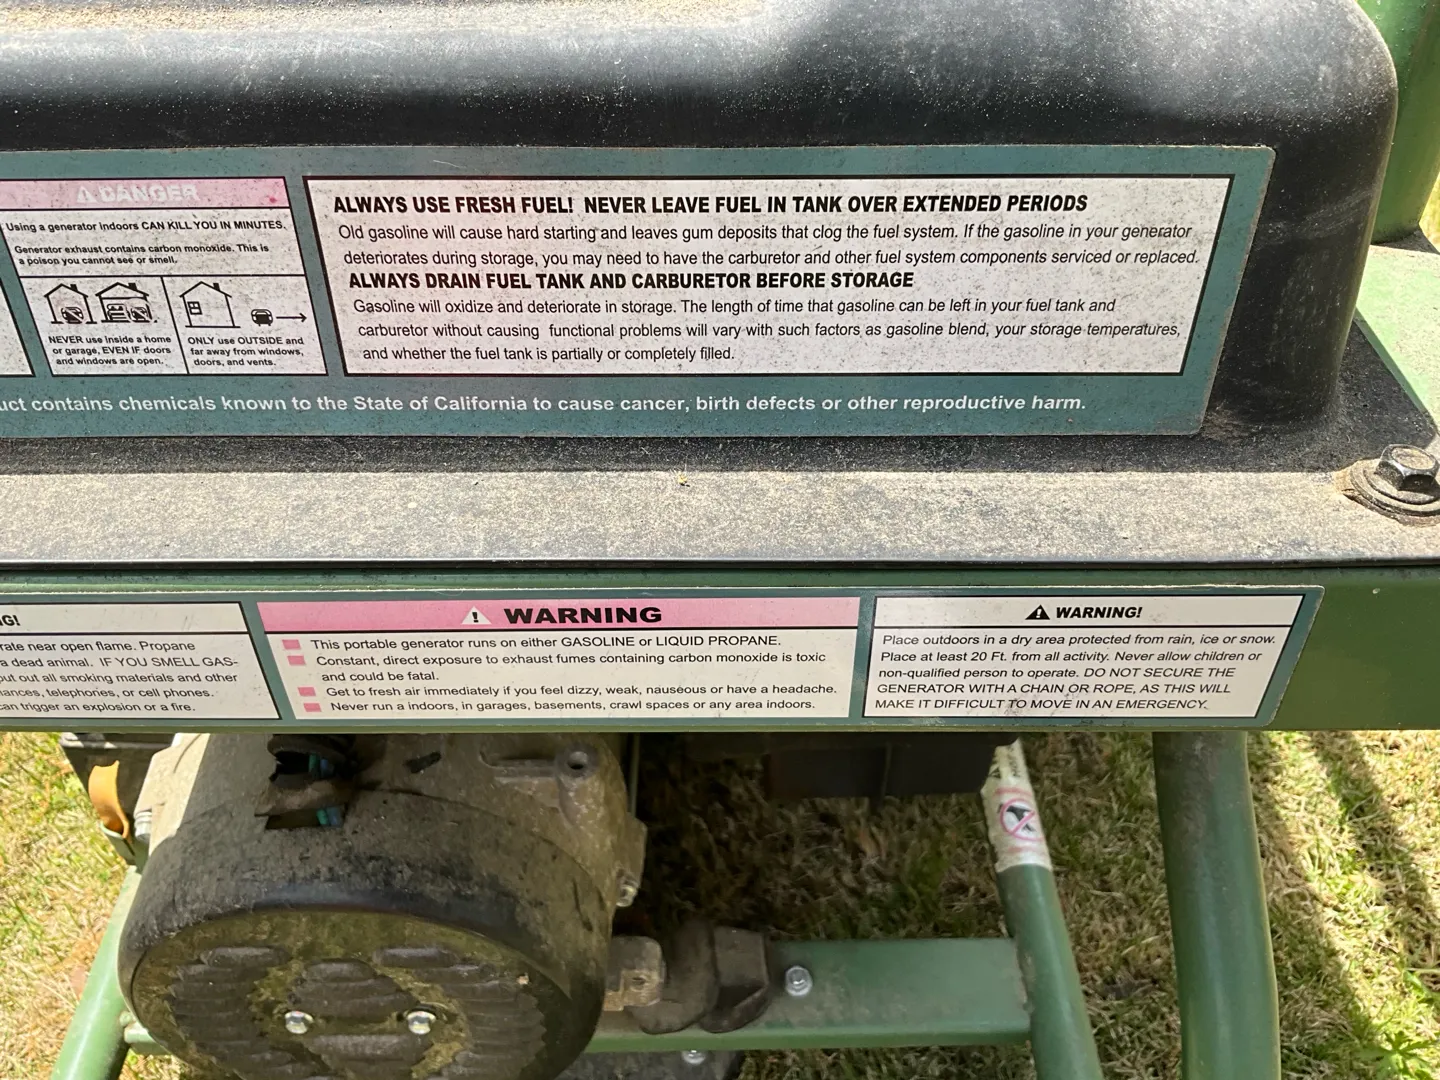 DANGER
Using a generator indoors CAN KILL YOU IN MINUTES.
Generator exhaust contains carbon monoxide. This is
a poison you cannot see or smell.
NEVER use inside a home
or garage, EVEN IF doors
and windows are open.
ONLY use OUTSIDE and
far away from windows,
doors, and vents.
ALWAYS USE FRESH FUEL! NEVER LEAVE FUEL IN TANK OVER EXTENDED PERIODS
Old gasoline will cause hard starting and leaves gum deposits that clog the fuel system. If the gasoline in your generator
deteriorates during storage, you may need to have the carburetor and other fuel system components serviced or replaced.
ALWAYS DRAIN FUEL TANK AND CARBURETOR BEFORE STORAGE
Gasoline will oxidize and deteriorate in storage. The length of time that gasoline can be left in your fuel tank and
carburetor without causing functional problems will vary with such factors as gasoline blend, your storage temperatures,
and whether the fuel tank is partially or completely filled.
contains chemicals known to the State of California to cause cancer, birth defects or other reproductive harm.
near open flame. Propane
a dead animal. IF YOU SMELL GAS-
out all smoking materials and other
telephones, or cell phones.
can trigger an explosion or a fire.
WARNING
This portable generator runs on either GASOLINE or LIQUID PROPANE.
Constant, direct exposure to exhaust fumes containing carbon monoxide is toxic
and could be fatal.
Get to fresh air immediately if you feel dizzy, weak, nauseous or have a headache.
Never run a indoors, in garages, basements, crawl spaces or any area indoors.
WARNING!
Place outdoors in a dry area protected from rain, ice or snow.
Place at least 20 Ft. from all activity. Never allow children or
non-qualified person to operate. DO NOT SECURE THE
GENERATOR WITH A CHAIN OR ROPE, AS THIS WILL
MAKE IT DIFFICULT TO MOVE IN AN EMERGENCY.